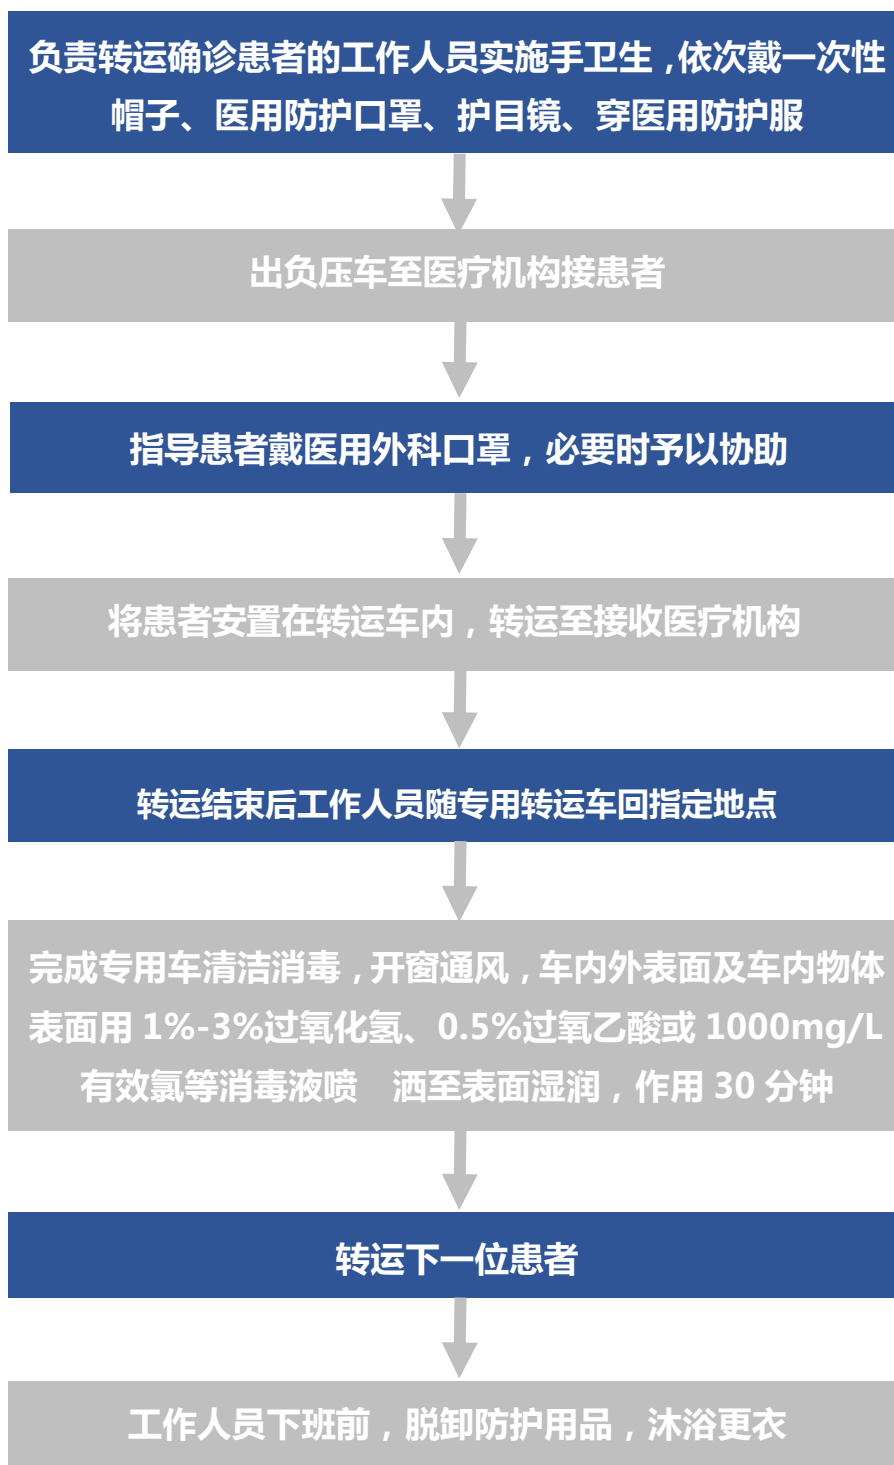 负责转运确诊患者的工作人员实施手卫生，依次戴一次性
帽子、医用防护口罩、护目镜、穿医用防护服
出负压车至医疗机构接患者
指导患者戴医用外科口罩，必要时予以协助
将患者安置在转运车内，转运至接收医疗机构
转运结束后工作人员随专用转运车回指定地点
完成专用车清洁消毒，开窗通风，车内外表面及车内物体
表面用 1%-3%过氧化氢、0.5%过氧乙酸或 1000mg/L
有效氯等消毒液喷　洒至表面湿润，作用 30 分钟
转运下一位患者
工作人员下班前，脱卸防护用品，沐浴更衣